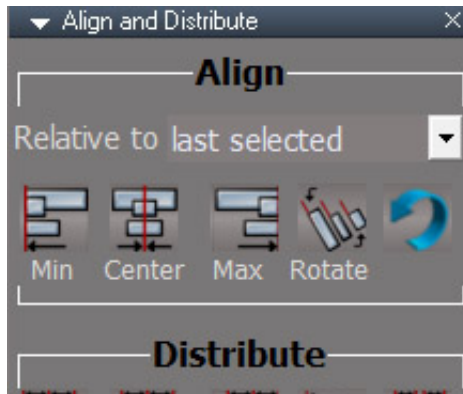 Align and Distribute
Align
Relative to last selected
Min Center Max Rotate
Distribute